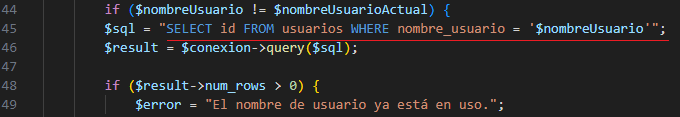 44 if ($nombreUsuario != $nombreUsuarioActual) {
45 $sql = "SELECT id FROM usuarios WHERE nombre_usuario = '$nombreUsuario'";
46 $result = $conexion->query($sql);
47
48 if ($result->num_rows > 0) {
49 $error = "El nombre de usuario ya está en uso.";